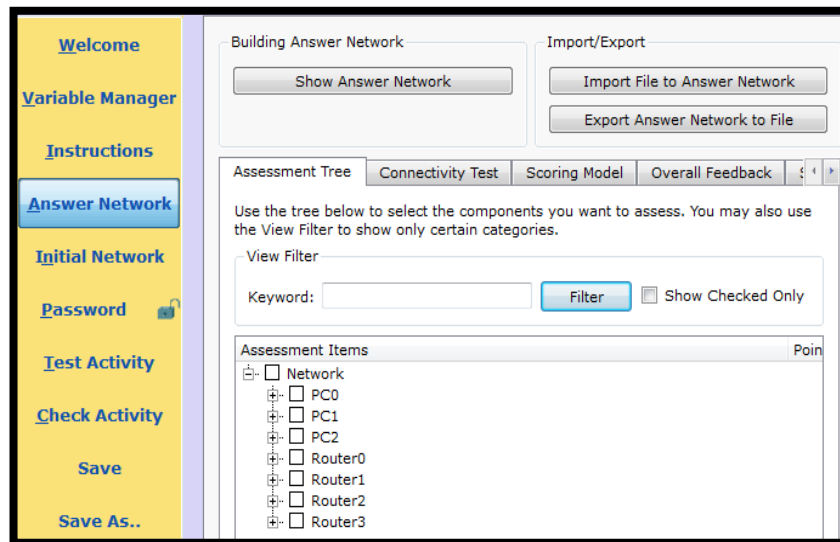 Welcome
Variable Manager
Instructions
Answer Network
Initial Network
Password
Test Activity
Check Activity
Save
Save As..
Building Answer Network
Show Answer Network
Import/Export
Import File to Answer Network
Export Answer Network to File
Assessment Tree
Connectivity Test
Scoring Model
Overall Feedback
Use the tree below to select the components you want to assess. You may also use
the View Filter to show only certain categories.
View Filter
Keyword:
Filter
Show Checked Only
Assessment Items
Poin
Network
PC0
PC1
PC2
Router0
Router1
Router2
Router3